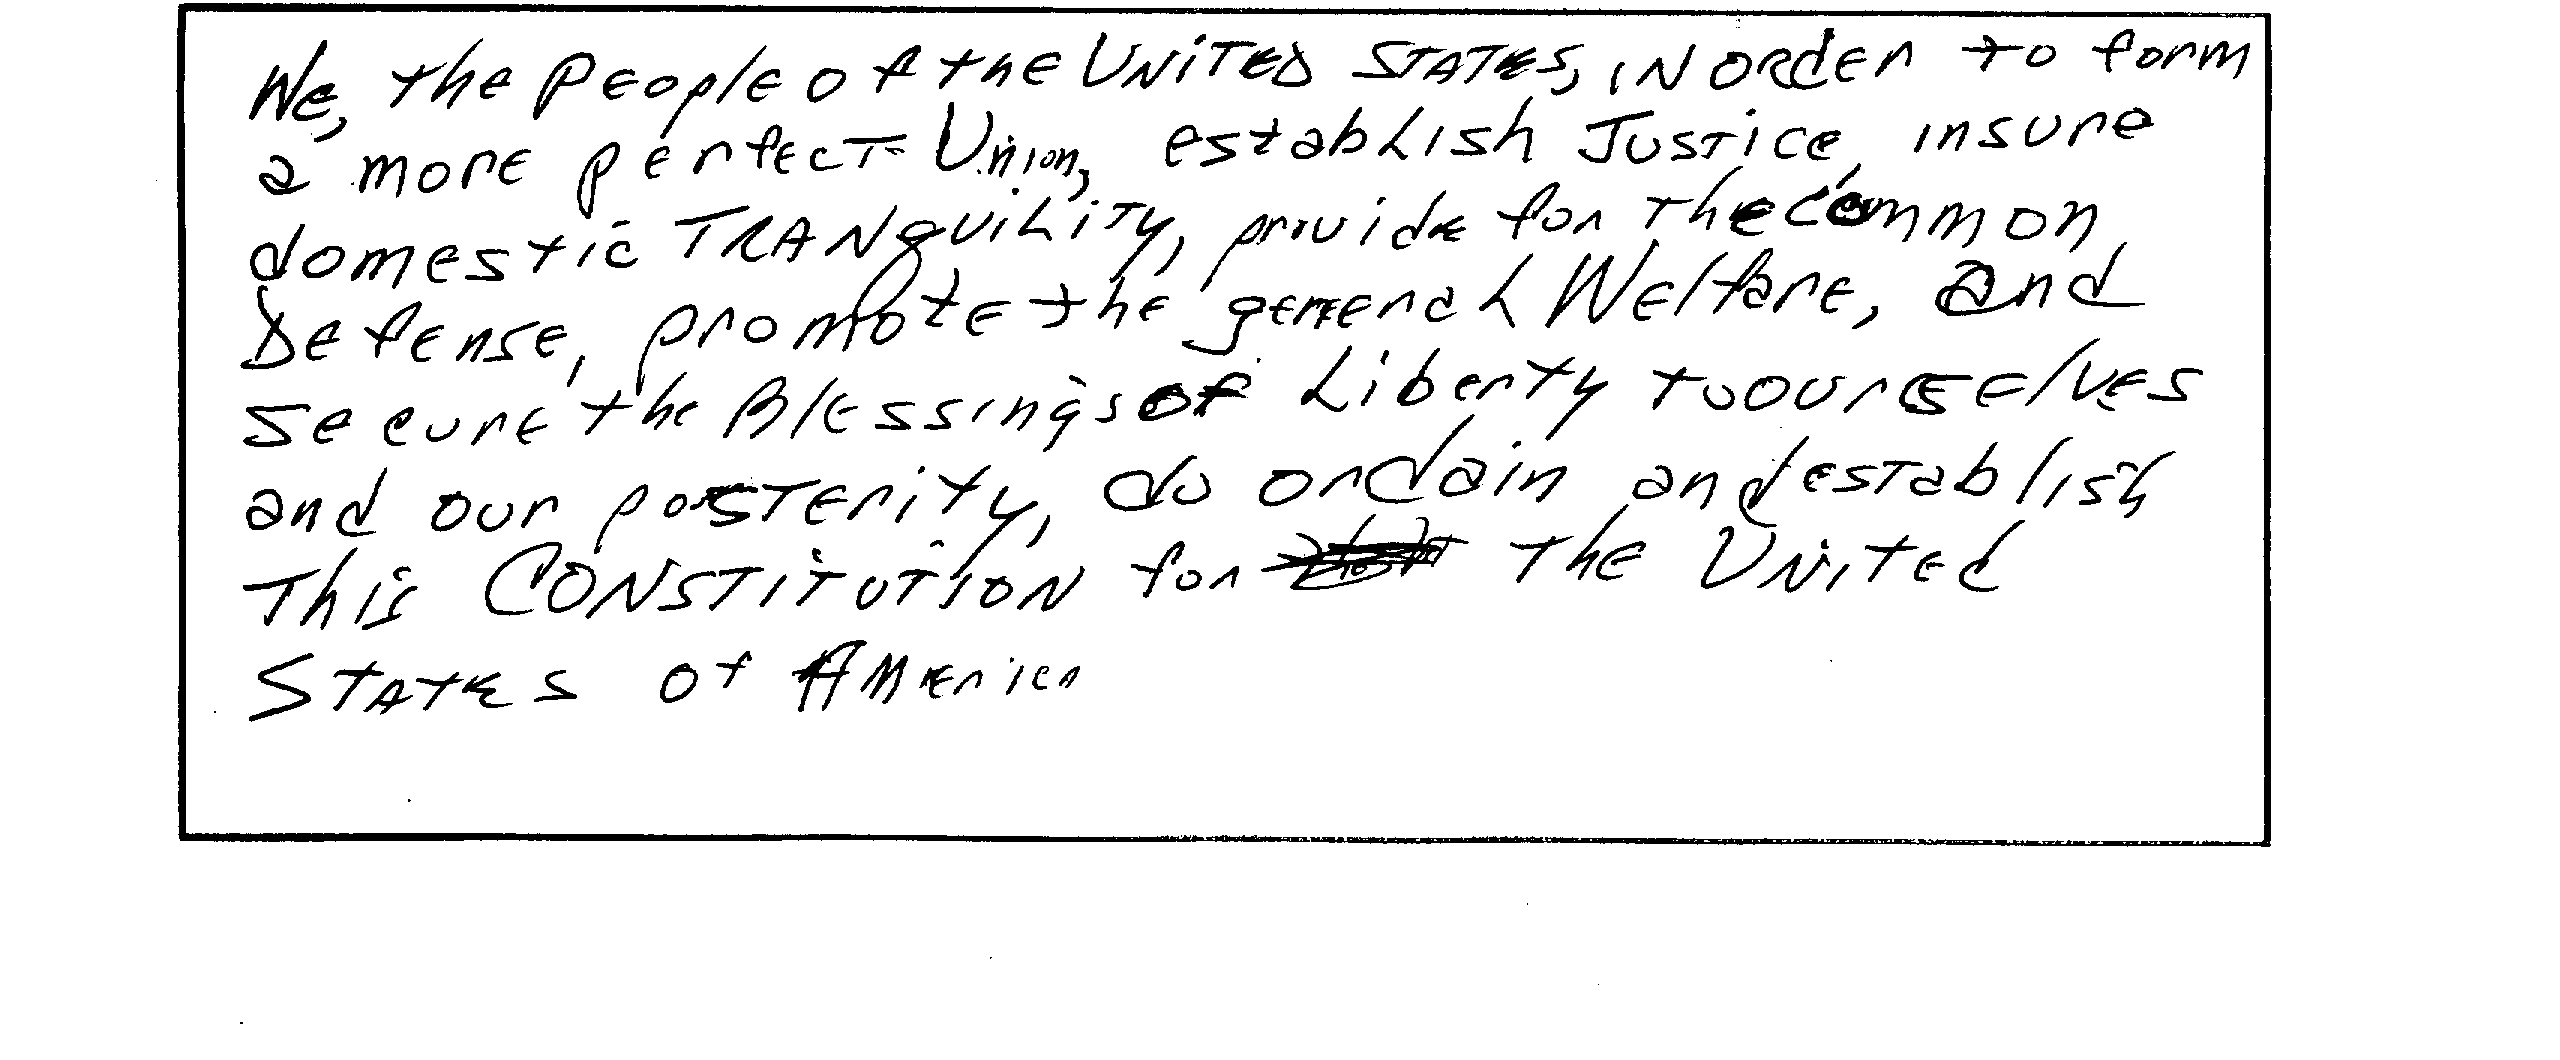 We, the People of the UNITED STATES, IN ORder to form
a more perfect Union, establish Justice, insure
domestic TRANquility, provide for the common
Defense, promote the general Welfare, and
secure the Blessings of Liberty to ourselves
and our posterity, do ordain and establish
This CONSTITUTION for the United
States of America